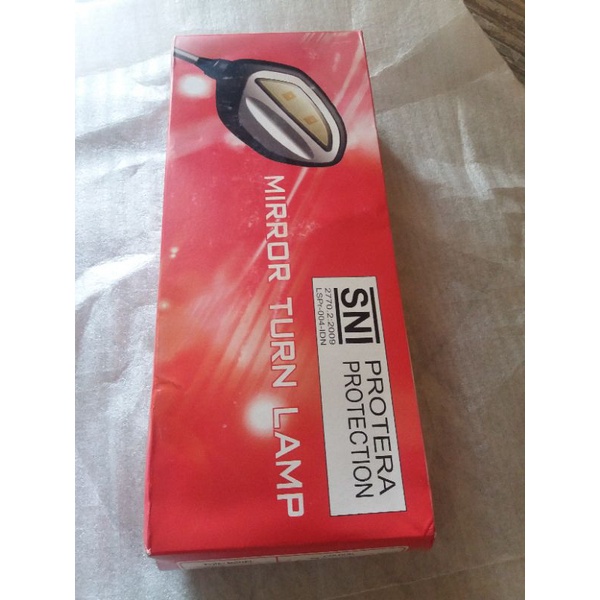 MIRROR TURN LAMP
SNI
2770.2:2009
LSPr-004-IDN
PROTERA
PROTECTION